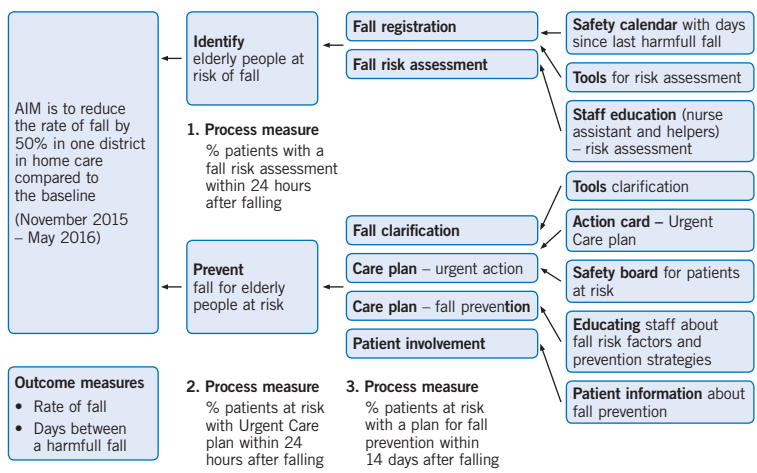 AIM is to reduce
the rate of fall by
50% in one district
in home care
compared to
the baseline
(November 2015
– May 2016)
Outcome measures
• Rate of fall
• Days between
a harmfull fall
Identify
elderly people at
risk of fall
1. Process measure
% patients with a
fall risk assessment
within 24 hours
after falling
Prevent
fall for elderly
people at risk
2. Process measure
% patients at risk
with Urgent Care
plan within 24
hours after falling
Fall registration
Fall risk assessment
Fall clarification
Care plan – urgent action
Care plan – fall prevention
Patient involvement
3. Process measure
% patients at risk
with a plan for fall
prevention within
14 days after falling
Safety calendar with days
since last harmfull fall
Tools for risk assessment
Staff education (nurse
assistant and helpers)
– risk assessment
Tools clarification
Action card – Urgent
Care plan
Safety board for patients
at risk
Educating staff about
fall risk factors and
prevention strategies
Patient information about
fall prevention